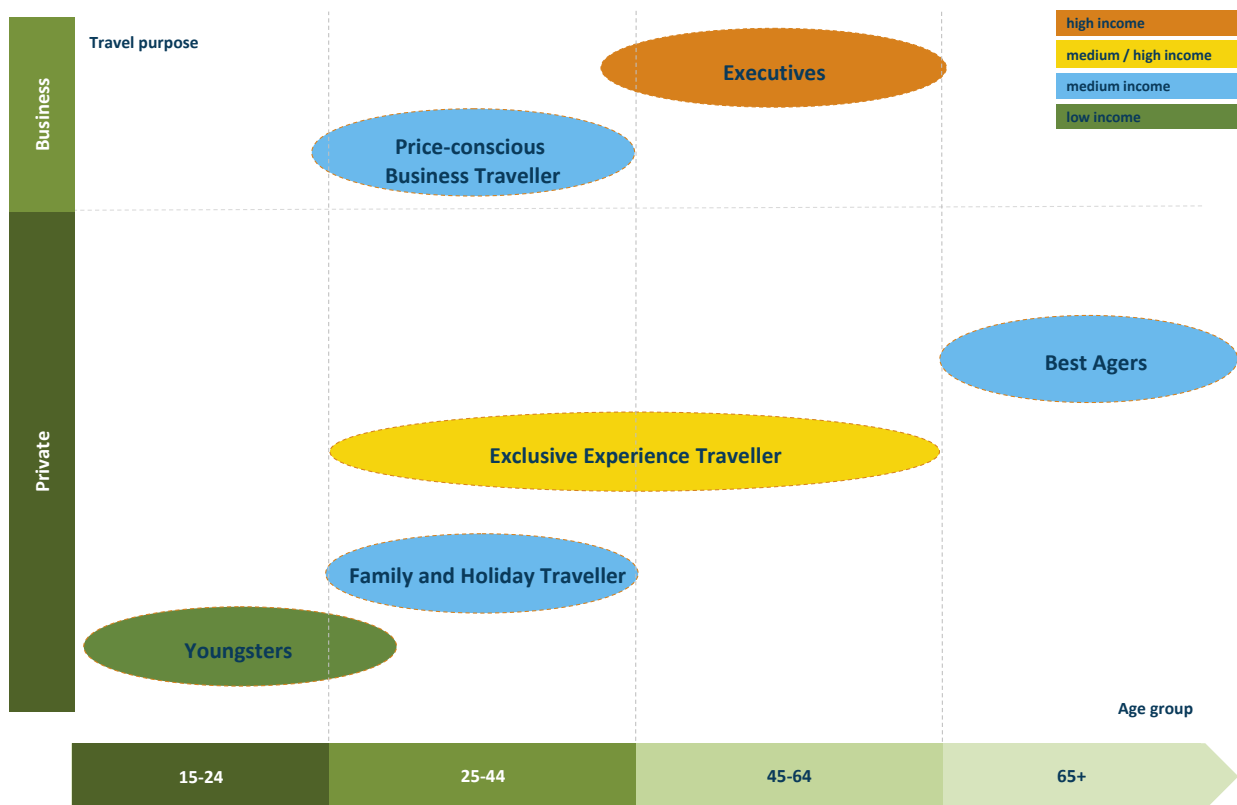 Travel purpose
high income
medium / high income
medium income
low income
Business
Executives
Price-conscious
Business Traveller
Private
Best Agers
Exclusive Experience Traveller
Family and Holiday Traveller
Youngsters
Age group
15-24
25-44
45-64
65+